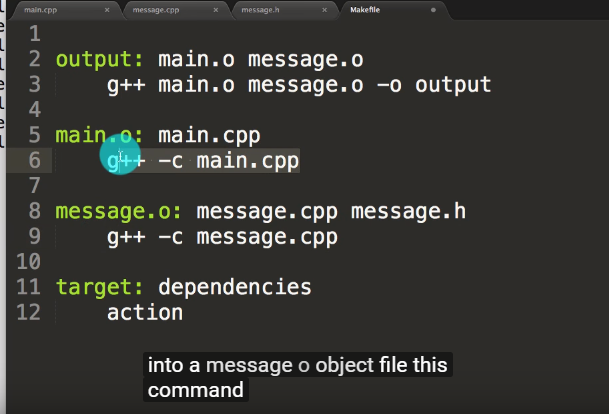 main.cpp × message.cpp × message.h × Makefile
1
2 output: main.o message.o
3 g++ main.o message.o -o output
4
5 main.o: main.cpp
6 g++ -c main.cpp
7
8 message.o: message.cpp message.h
9 g++ -c message.cpp
10
11 target: dependencies
12 action
into a message o object file this
command